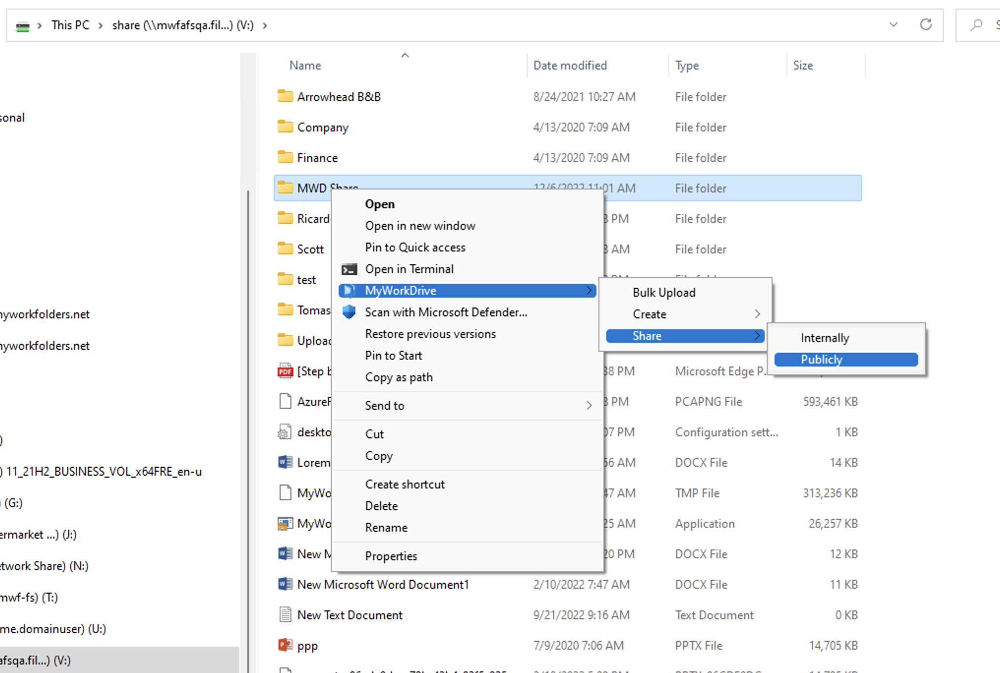 This PC > share (\\mwfafsqa.fil...) (V:) >
Name Date modified Type Size
Arrowhead B&B 8/24/2021 10:27 AM File folder
Company 4/13/2020 7:09 AM File folder
Finance 4/13/2020 7:09 AM File folder
MWD Share 12/6/2022 11:01 AM File folder
Ricard PM File folder
Scott AM File folder
test
Tomas
Upload
[Step 38 PM Microsoft Edge P...
Azure PM PCAPNG File 593,461 KB
deskto 07 PM Configuration sett... 1 KB
Lorem 56 AM DOCX File 14 KB
MyWo 47 AM TMP File 313,236 KB
MyWo 25 AM Application 26,257 KB
New 20 PM DOCX File 12 KB
New Microsoft Word Document1 2/10/2022 7:47 AM DOCX File 11 KB
New Text Document 9/21/2022 9:16 AM Text Document 0 KB
ppp 7/9/2020 7:06 AM PPTX File 14,705 KB
Open
Open in new window
Pin to Quick access
Open in Terminal
MyWorkDrive
Scan with Microsoft Defender...
Restore previous versions
Pin to Start
Copy as path
Send to
Cut
Copy
Create shortcut
Delete
Rename
Properties
Bulk Upload
Create
Share
Internally
Publicly
sonal
nyworkfolders.net
nyworkfolders.net
)
) 11_21H2_BUSINESS_VOL_x64FRE_en-u
) (G:)
ermarket ...) (J:)
etwork Share) (N:)
mwf-fs) (T:)
me.domainuser) (U:)
afsqa.fil...) (V:)